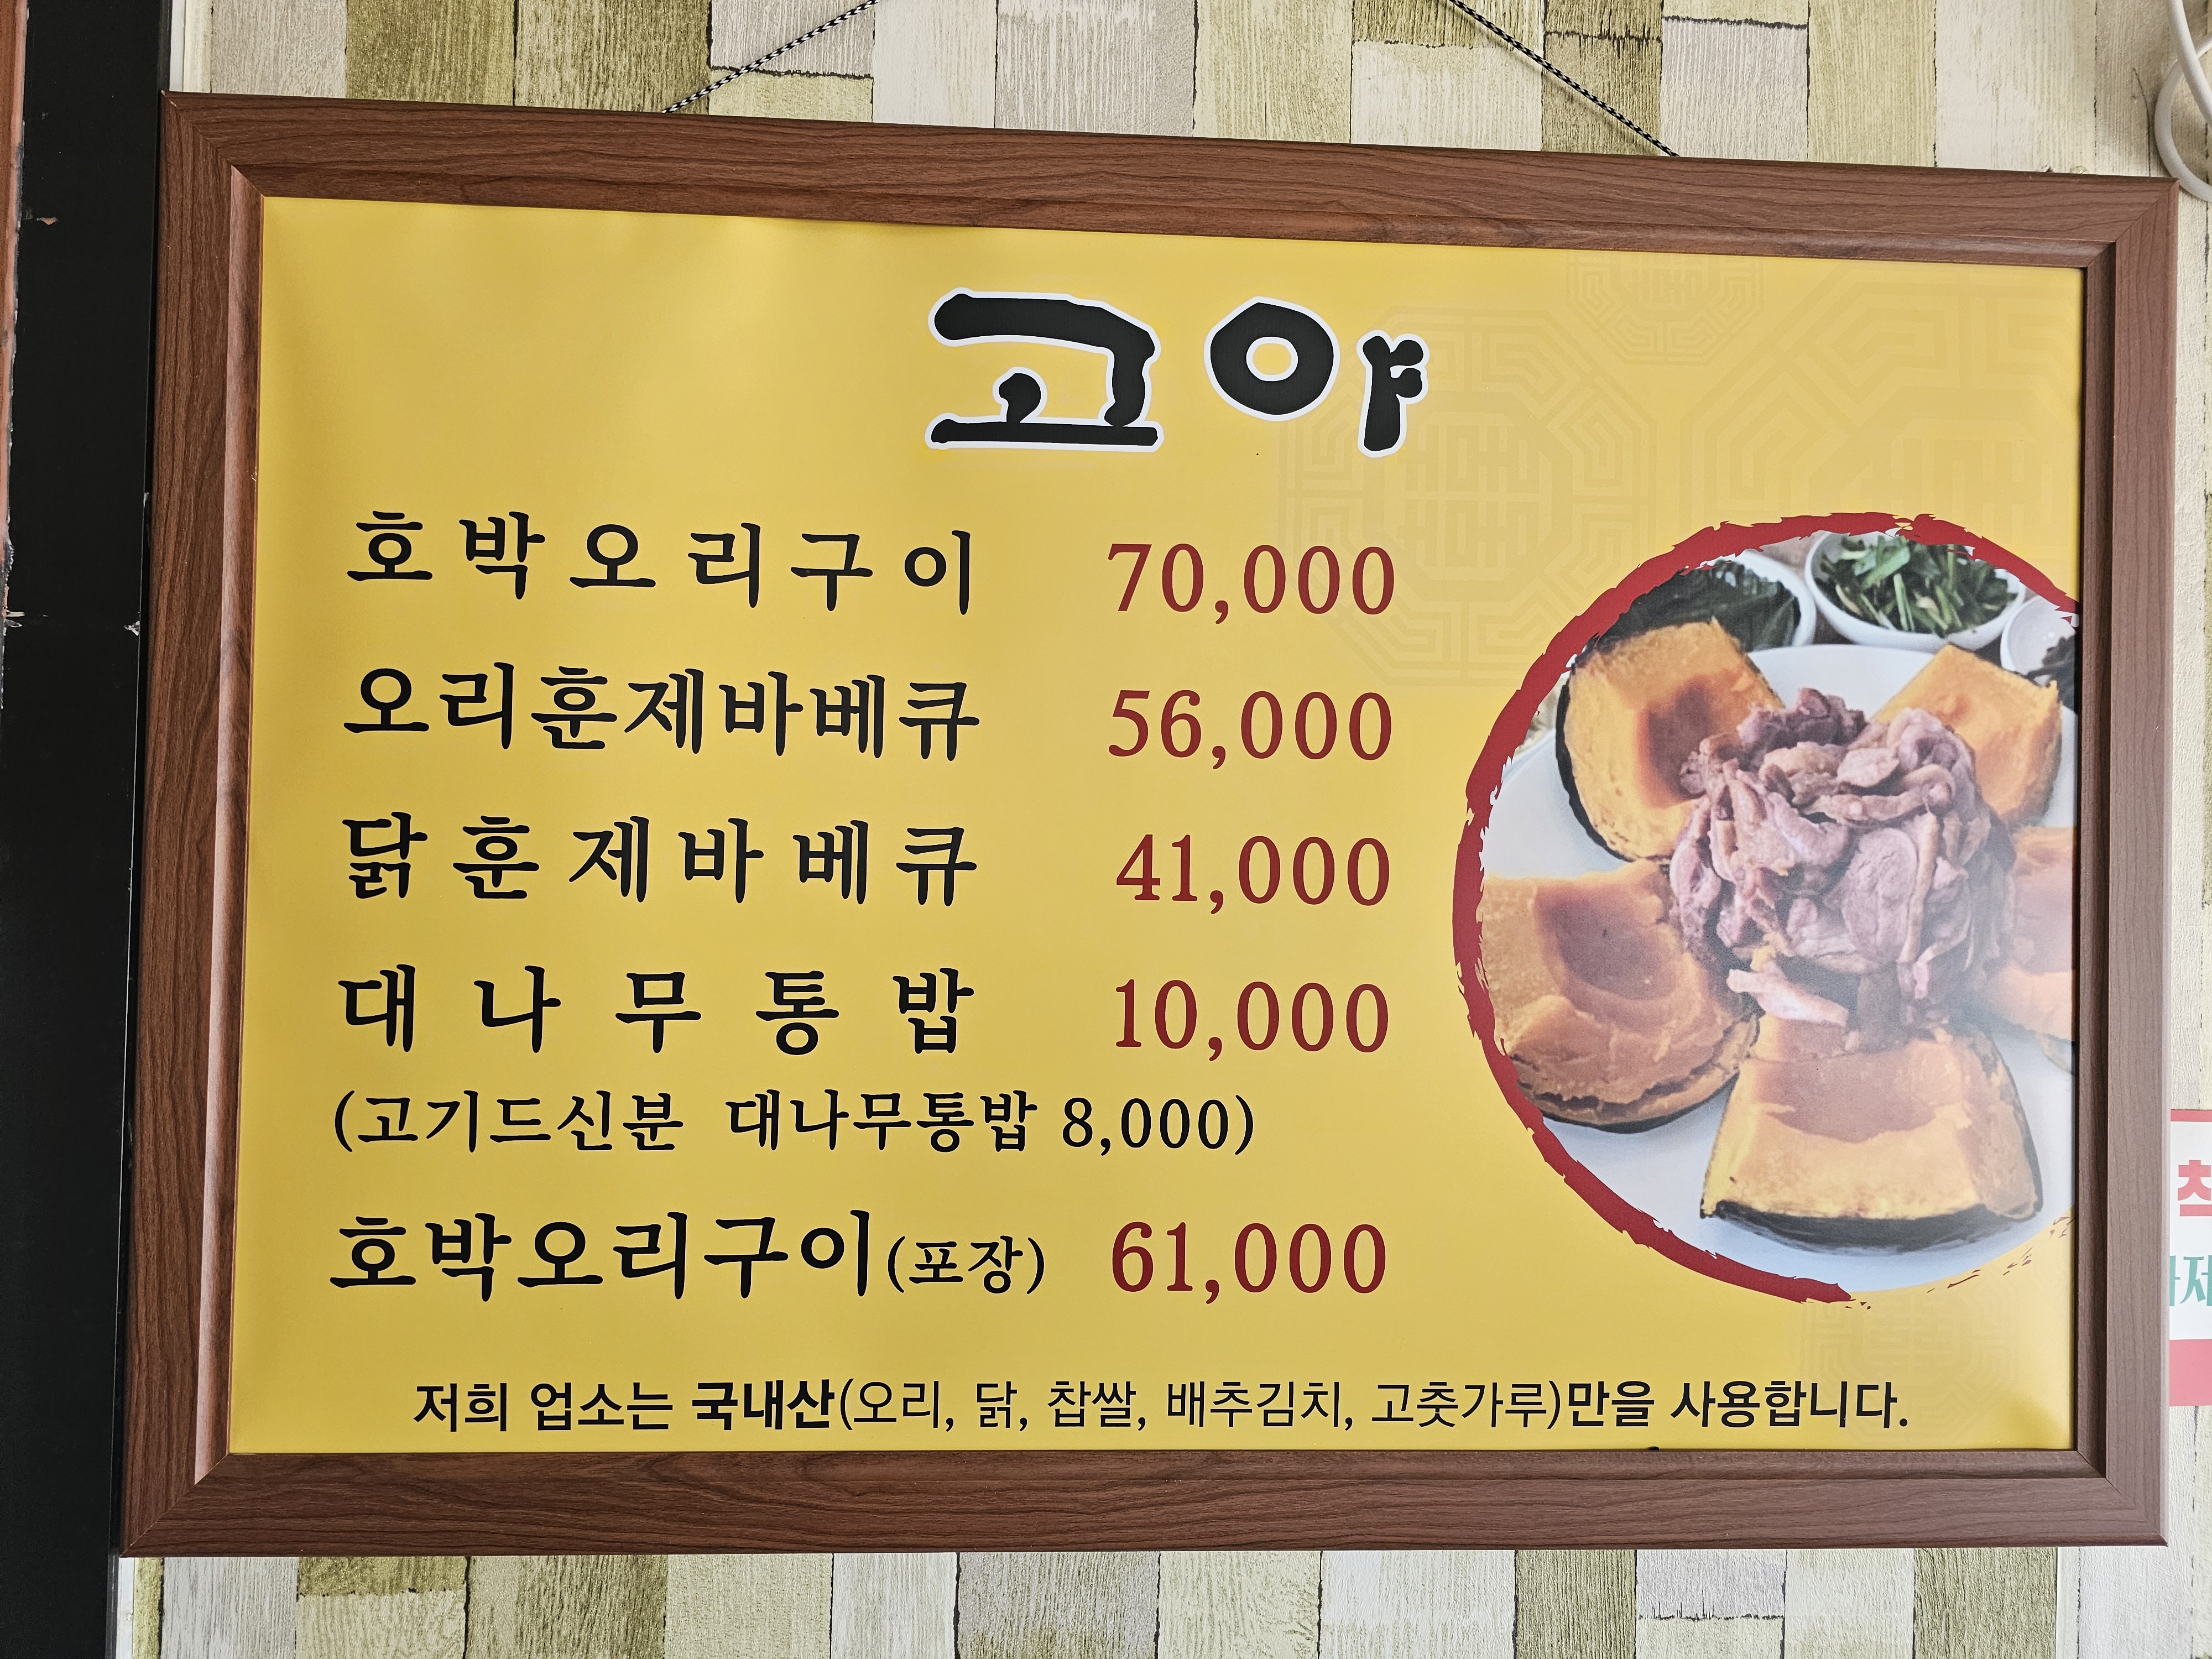 고야
호박오리구이 70,000
오리훈제바베큐 56,000
닭훈제바베큐 41,000
대나무통밥 10,000
(고기드신분 대나무통밥 8,000)
호박오리구이(포장) 61,000
저희 업소는 국내산(오리, 닭, 찹쌀, 배추김치, 고춧가루)만을 사용합니다.